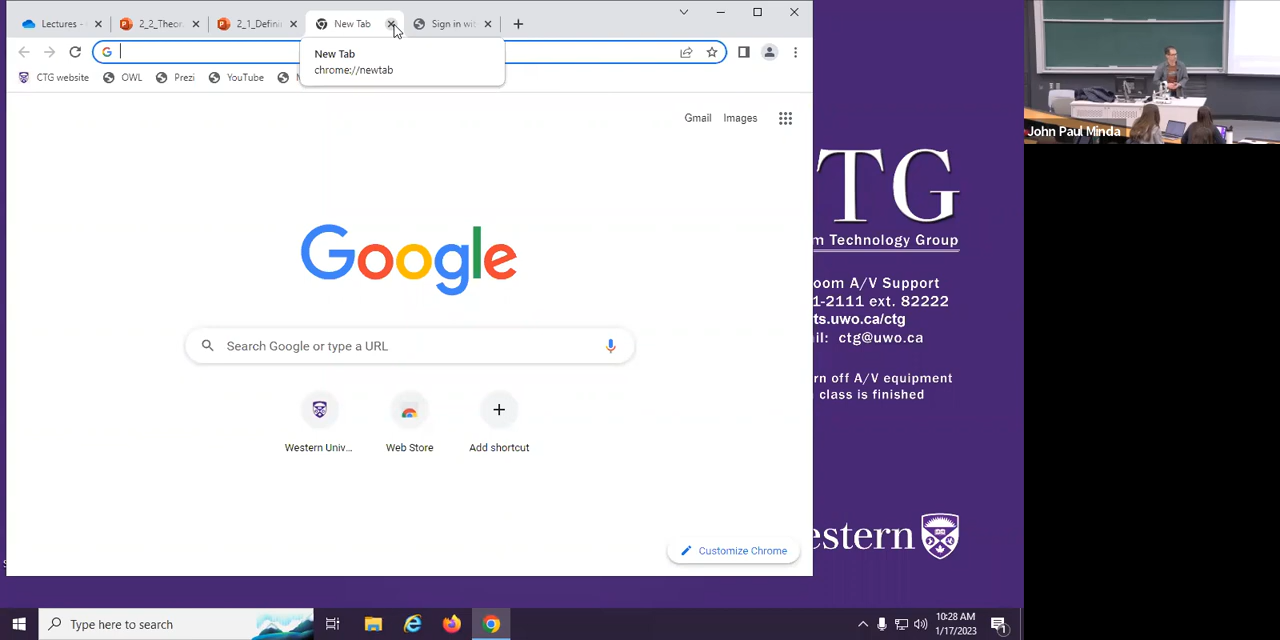 Lectures -
2_2_Theor
2_1_Defini
New Tab
Sign in wit
G
New Tab
chrome://newtab
CTG website
OWL
Prezi
YouTube
Gmail
Images
Google
Search Google or type a URL
Western Univ...
Web Store
Add shortcut
Customize Chrome
TG
m Technology Group
oom A/V Support
1-2111 ext. 82222
ts.uwo.ca/ctg
il: ctg@uwo.ca
rn off A/V equipment
class is finished
estern
John Paul Minda
Type here to search
10:28 AM
1/17/2023
1